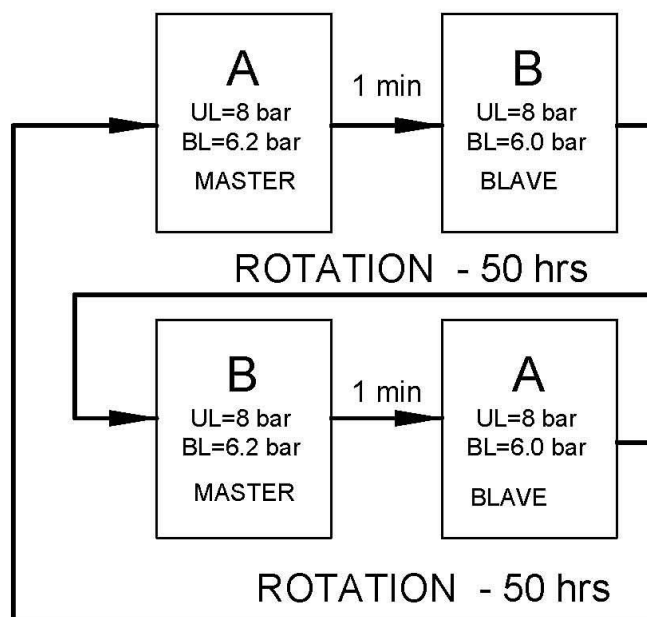 A
UL=8 bar
BL=6.2 bar
MASTER
1 min
B
UL=8 bar
BL=6.0 bar
BLAVE
ROTATION - 50 hrs
B
UL=8 bar
BL=6.2 bar
MASTER
1 min
A
UL=8 bar
BL=6.0 bar
BLAVE
ROTATION - 50 hrs